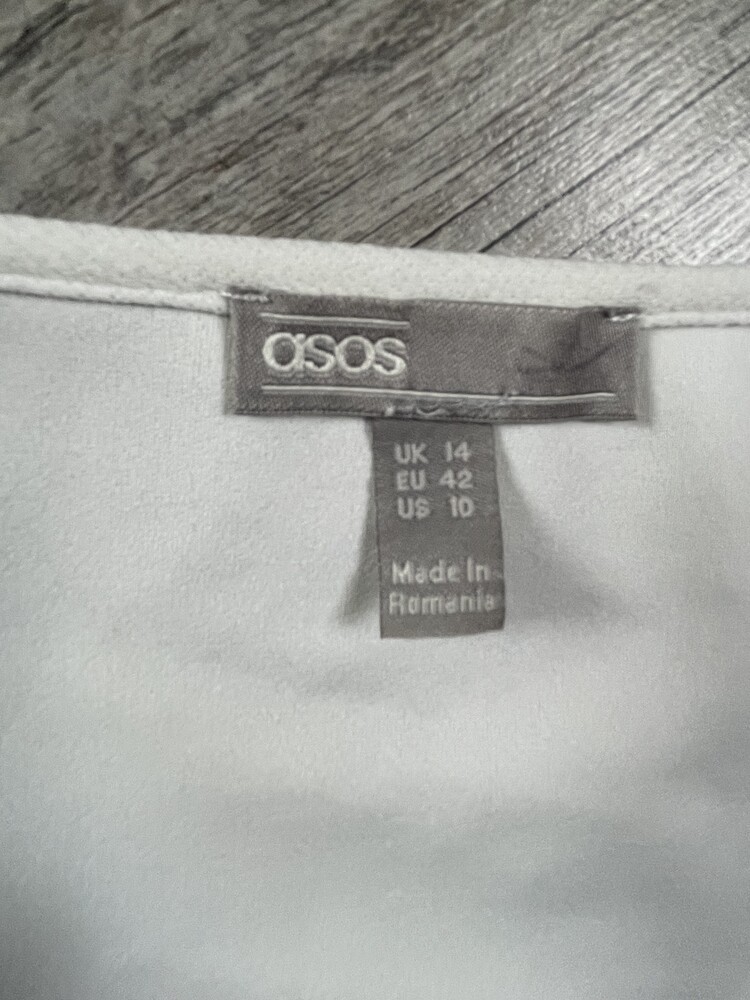 asos
UK 14
EU 42
US 10
Made In
Romania